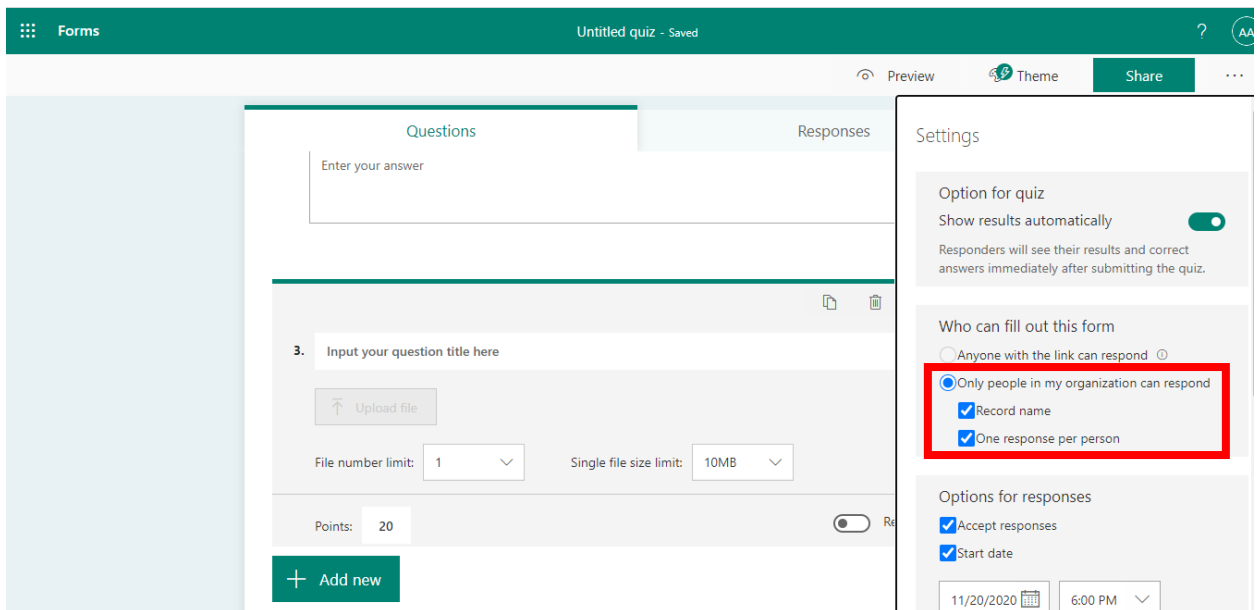 Forms
Untitled quiz - Saved
?
AA
Preview
Theme
Share
...
Questions
Responses
Enter your answer
3. Input your question title here
Upload file
File number limit: 1
Single file size limit: 10MB
Points: 20
Re
+ Add new
Settings
Option for quiz
Show results automatically
Responders will see their results and correct
answers immediately after submitting the quiz.
Who can fill out this form
Anyone with the link can respond
Only people in my organization can respond
Record name
One response per person
Options for responses
Accept responses
Start date
11/20/2020 6:00 PM